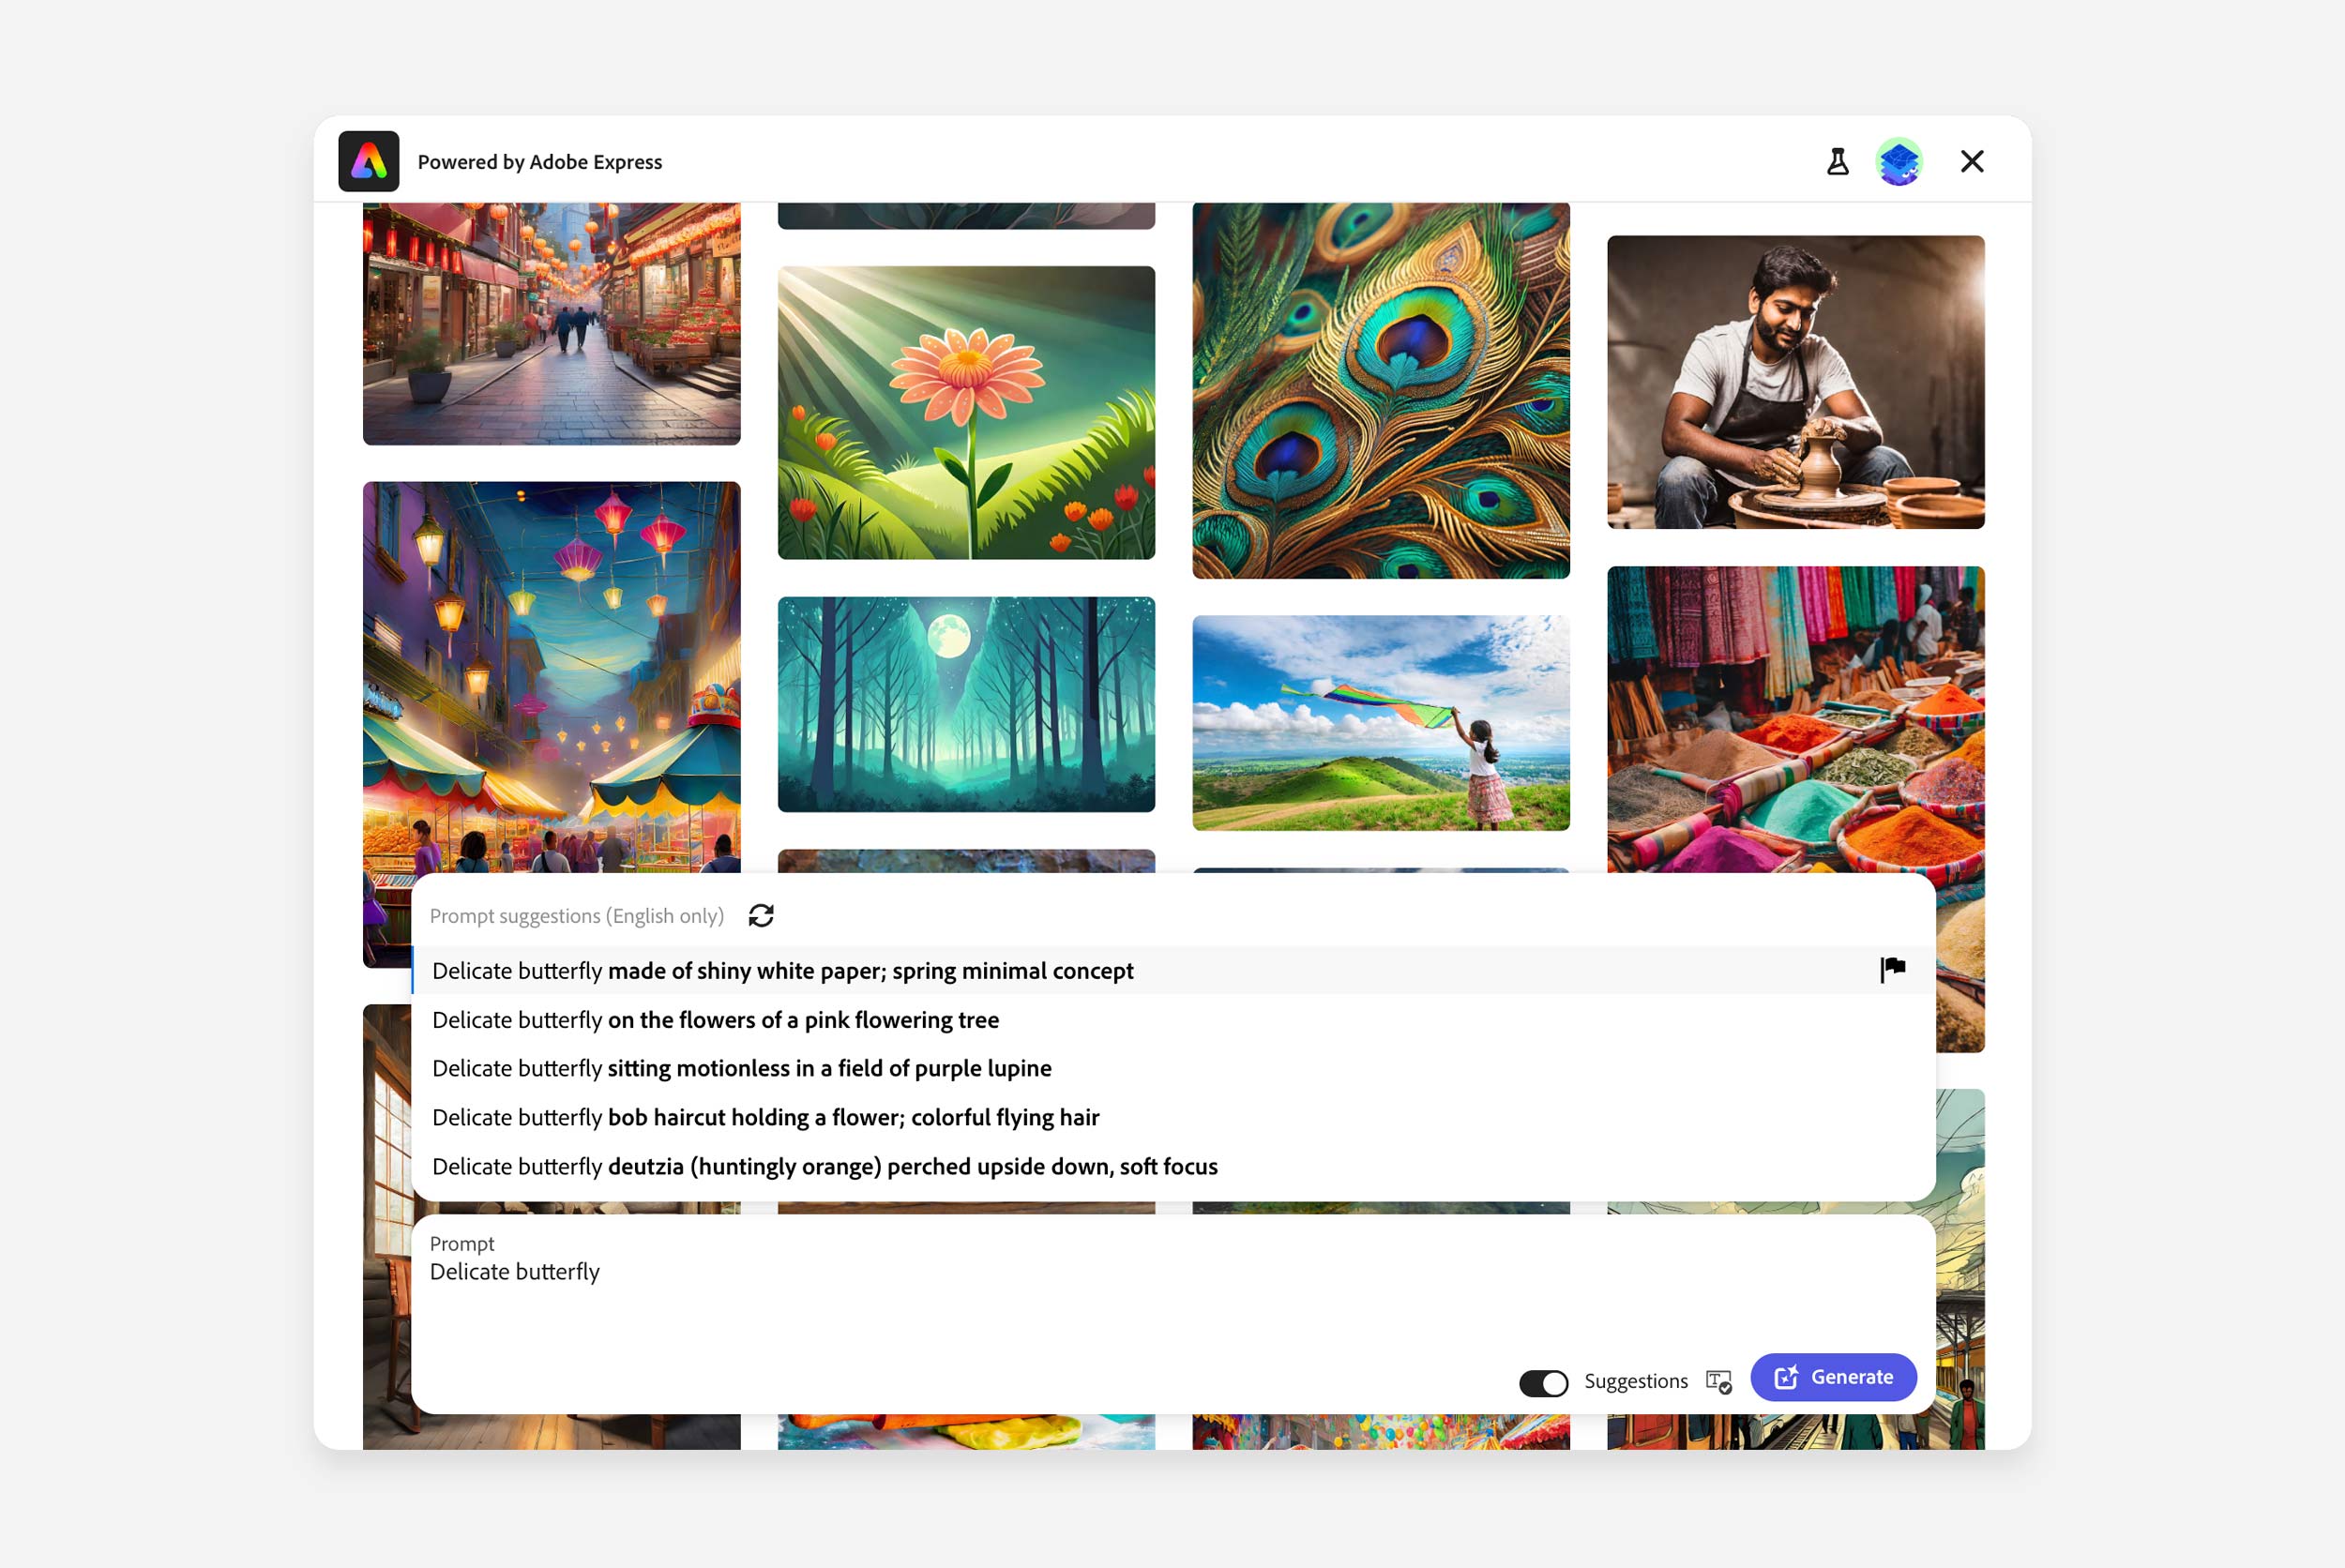 Powered by Adobe Express
Prompt suggestions (English only)
Delicate butterfly made of shiny white paper; spring minimal concept
Delicate butterfly on the flowers of a pink flowering tree
Delicate butterfly sitting motionless in a field of purple lupine
Delicate butterfly bob haircut holding a flower; colorful flying hair
Delicate butterfly deutzia (huntingly orange) perched upside down, soft focus
Prompt
Delicate butterfly
Suggestions
Generate